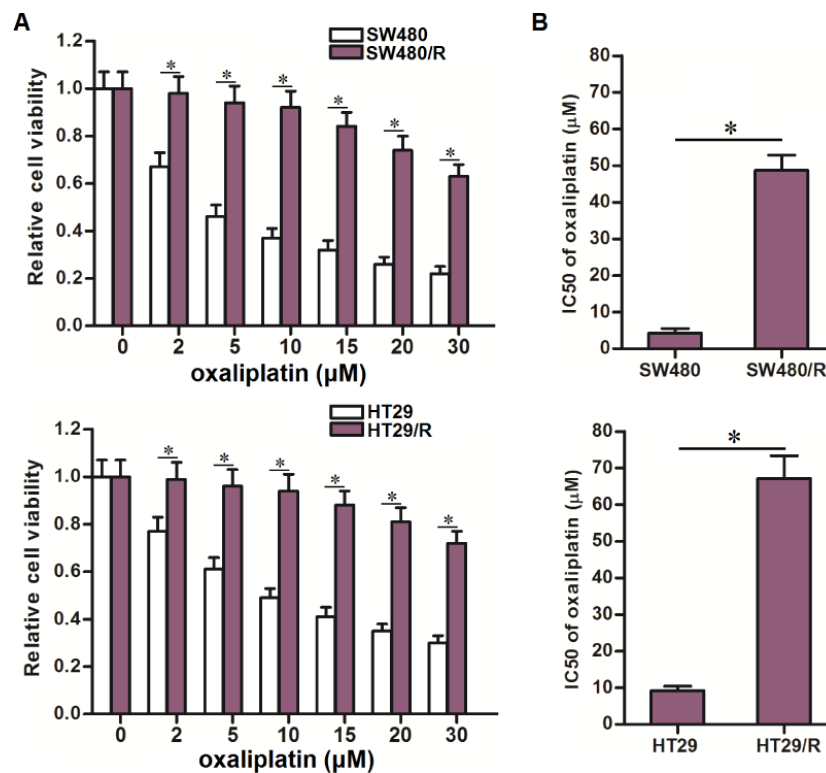 A
SW480
SW480/R
1.2
1.0
0.8
0.6
0.4
0.2
0.0
Relative cell viability
* * * * * *
0 2 5 10 15 20 30
oxaliplatin (µM)
B
80
70
60
50
40
30
20
10
0
IC50 of oxaliplatin (µM)
*
SW480 SW480/R
HT29
HT29/R
1.2
1.0
0.8
0.6
0.4
0.2
0.0
Relative cell viability
* * * * * *
0 2 5 10 15 20 30
oxaliplatin (µM)
80
70
60
50
40
30
20
10
0
IC50 of oxaliplatin (µM)
*
HT29 HT29/R